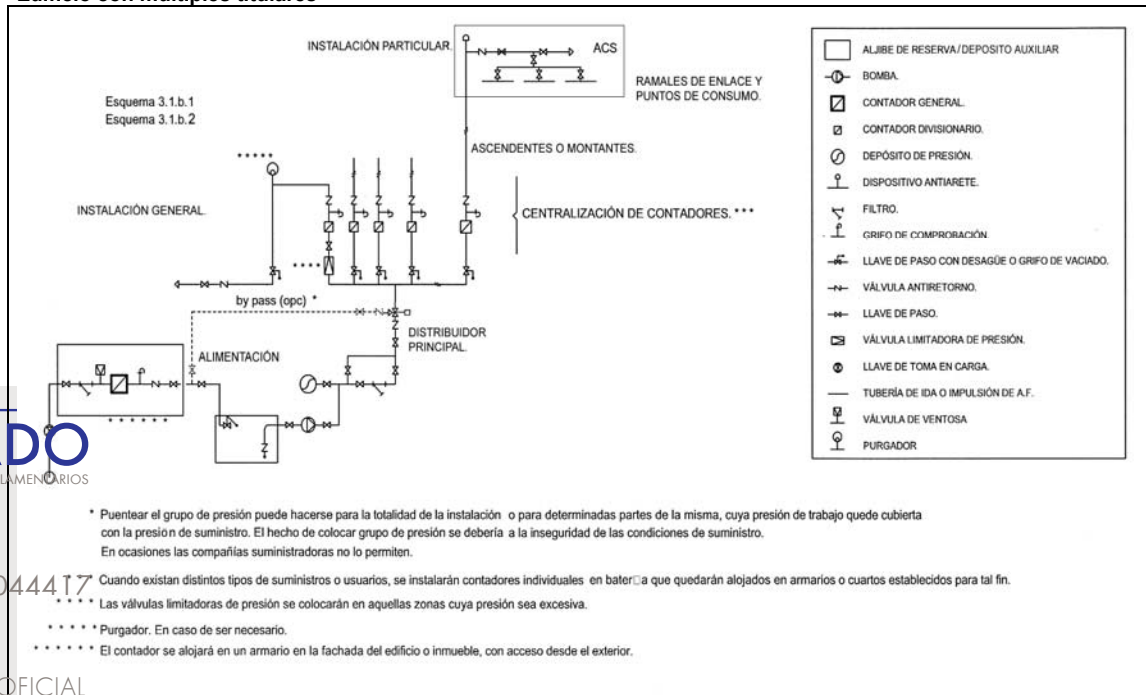 INSTALACIÓN PARTICULAR.
ACS
RAMALES DE ENLACE Y
PUNTOS DE CONSUMO.
Esquema 3.1.b.1
Esquema 3.1.b.2
ASCENDENTES O MONTANTES.
* * * * *
INSTALACIÓN GENERAL.
CENTRALIZACIÓN DE CONTADORES. * * *
* * * *
by pass (opc) *
DISTRIBUIDOR
PRINCIPAL.
ALIMENTACIÓN
* * * * * *
ALJIBE DE RESERVA/DEPOSITO AUXILIAR
BOMBA.
CONTADOR GENERAL.
CONTADOR DIVISIONARIO.
DEPÓSITO DE PRESIÓN.
DISPOSITIVO ANTIARETE.
FILTRO.
GRIFO DE COMPROBACIÓN.
LLAVE DE PASO CON DESAGÜE O GRIFO DE VACIADO.
VÁLVULA ANTIRETORNO.
LLAVE DE PASO.
VÁLVULA LIMITADORA DE PRESIÓN.
LLAVE DE TOMA EN CARGA.
TUBERÍA DE IDA O IMPULSIÓN DE A.F.
VÁLVULA DE VENTOSA
PURGADOR
ADO
LAMENTARIOS
* Puentear el grupo de presión puede hacerse para la totalidad de la instalación o para determinadas partes de la misma, cuya presión de trabajo quede cubierta
con la presión de suministro. El hecho de colocar grupo de presión se debería a la inseguridad de las condiciones de suministro.
En ocasiones las compañías suministradoras no lo permiten.
044417
* * * Cuando existan distintos tipos de suministros o usuarios, se instalarán contadores individuales en bater□a que quedarán alojados en armarios o cuartos establecidos para tal fin.
* * * * Las válvulas limitadoras de presión se colocarán en aquellas zonas cuya presión sea excesiva.
* * * * * Purgador. En caso de ser necesario.
* * * * * * El contador se alojará en un armario en la fachada del edificio o inmueble, con acceso desde el exterior.
OFICIAL